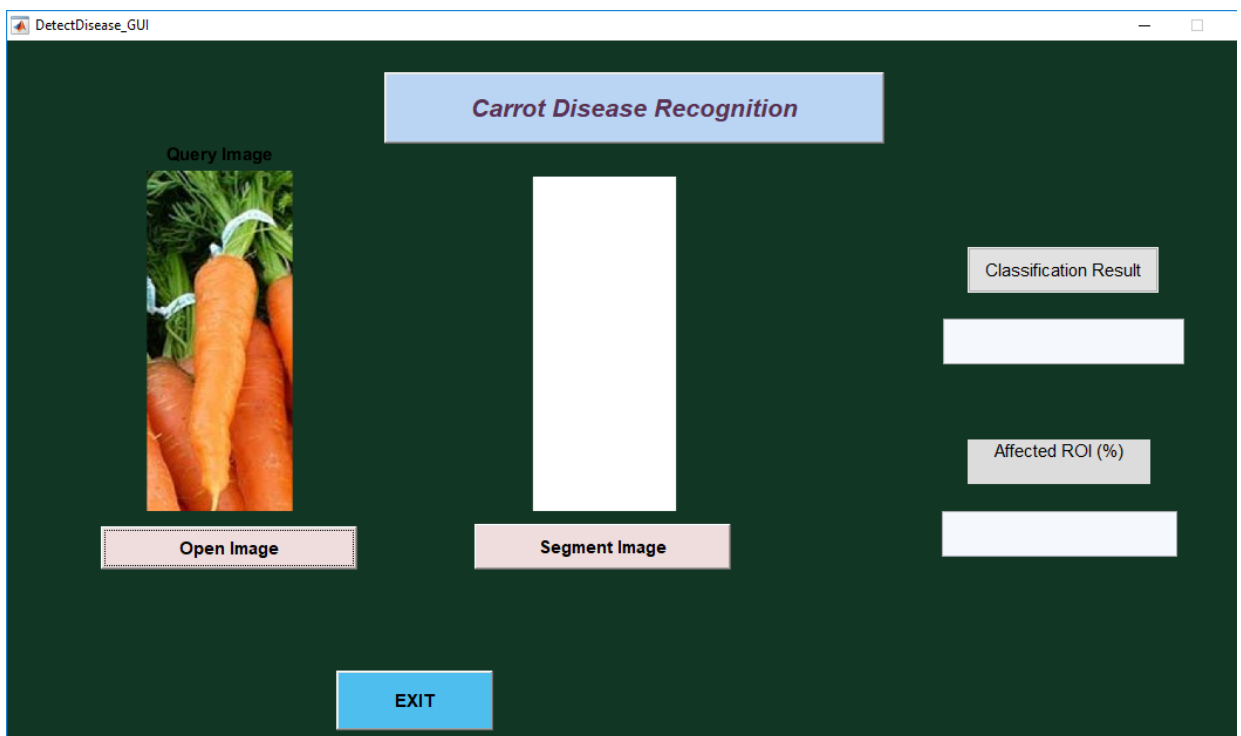 DetectDisease_GUI
Carrot Disease Recognition
Query Image
Classification Result
Affected ROI (%)
Open Image
Segment Image
EXIT